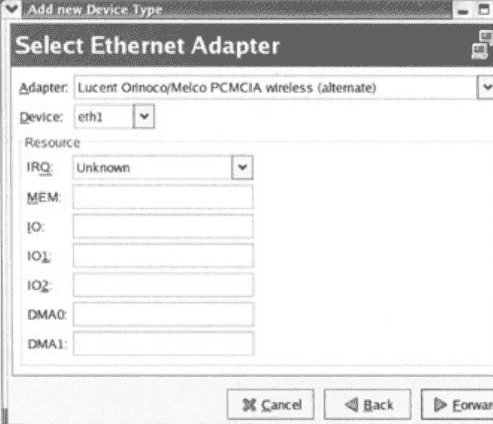 Add new Device Type
Select Ethernet Adapter
Adapter: Lucent Orinoco/Melco PCMCIA wireless (alternate)
Device: eth1
Resource
IRQ: Unknown
MEM:
IO:
IO1:
IO2:
DMA0:
DMA1:
Cancel Back Forwar